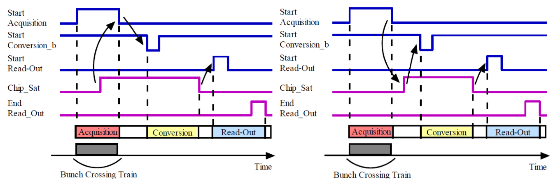 Start
Acquisition
Start
Conversion_b
Start
Read-Out
Chip_Sat
End
Read_Out
Acquisition
Conversion
Read-Out
Time
Bunch Crossing Train
Start
Acquisition
Start
Conversion_b
Start
Read-Out
Chip_Sat
End
Read_Out
Acquisition
Conversion
Read-Out
Time
Bunch Crossing Train